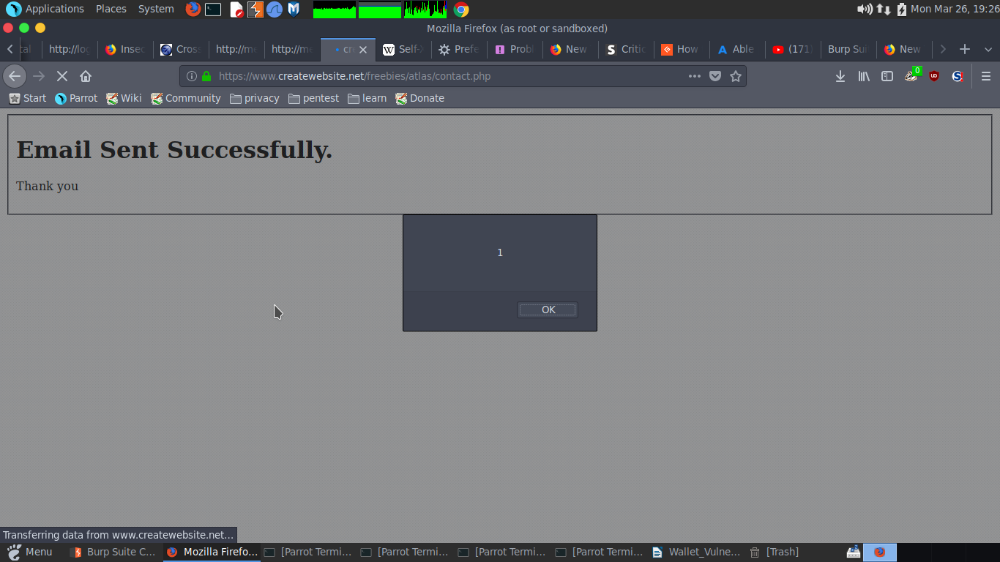 Applications Places System Mon Mar 26, 19:26
Mozilla Firefox (as root or sandboxed)
tal http://log Insec Cross http://me http://me cre Self-X Prefe Probl New Critic How Able (171) Burp Sui New
https://www.createwebsite.net/freebies/atlas/contact.php 0
Start Parrot Wiki Community privacy pentest learn Donate
Email Sent Successfully.
Thank you
1
OK
Transferring data from www.createwebsite.net...
Menu Burp Suite C... Mozilla Firefo... [Parrot Termi... [Parrot Termi... [Parrot Termi... [Parrot Termi... Wallet_Vulne... [Trash]